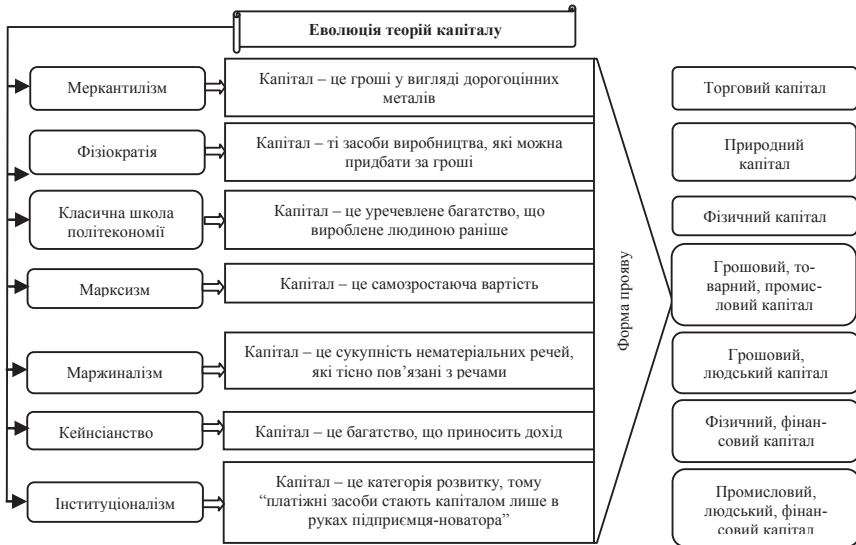 Еволюція теорій капіталу
Меркантилізм
Капітал – це гроші у вигляді дорогоцінних
металів
Торговий капітал
Фізіократія
Капітал – ті засоби виробництва, які можна
придбати за гроші
Природний
капітал
Класична школа
політекономії
Капітал – це уречевлене багатство, що
вироблене людиною раніше
Фізичний капітал
Марксизм
Капітал – це самозростаюча вартість
Грошовий, то-
варний, промис-
ловий капітал
Маржиналізм
Капітал – це сукупність нематеріальних речей,
які тісно пов’язані з речами
Грошовий,
людський капітал
Кейнсіанство
Капітал – це багатство, що приносить дохід
Фізичний, фінан-
совий капітал
Інституціоналізм
Капітал – це категорія розвитку, тому
“платіжні засоби стають капіталом лише в
руках підприємця-новатора”
Промисловий,
людський, фінан-
совий капітал
Форма прояву